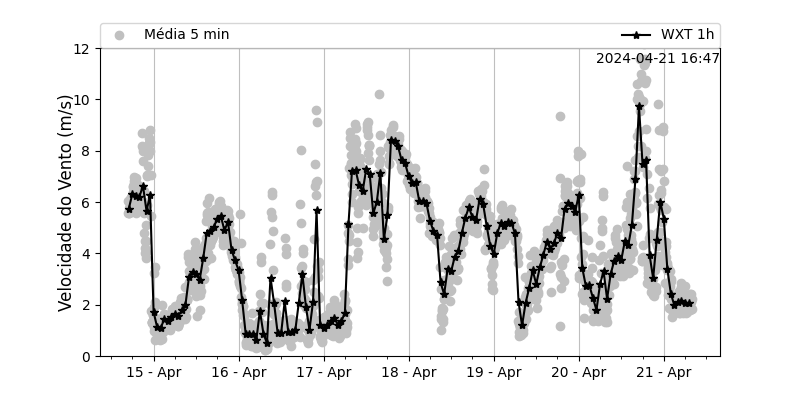 Média 5 min
WXT 1h
2024-04-21 16:47
Velocidade do Vento (m/s)
12
10
8
6
4
2
0
15 - Apr
16 - Apr
17 - Apr
18 - Apr
19 - Apr
20 - Apr
21 - Apr